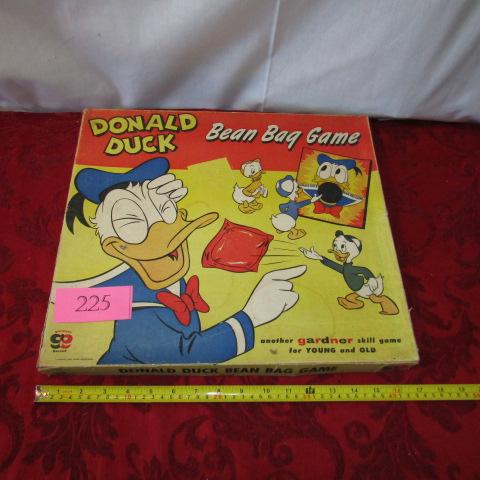 DONALD
DUCK
Bean Bag Game
225
another gardner skill game
for YOUNG and OLD
DONALD DUCK BEAN BAG GAME